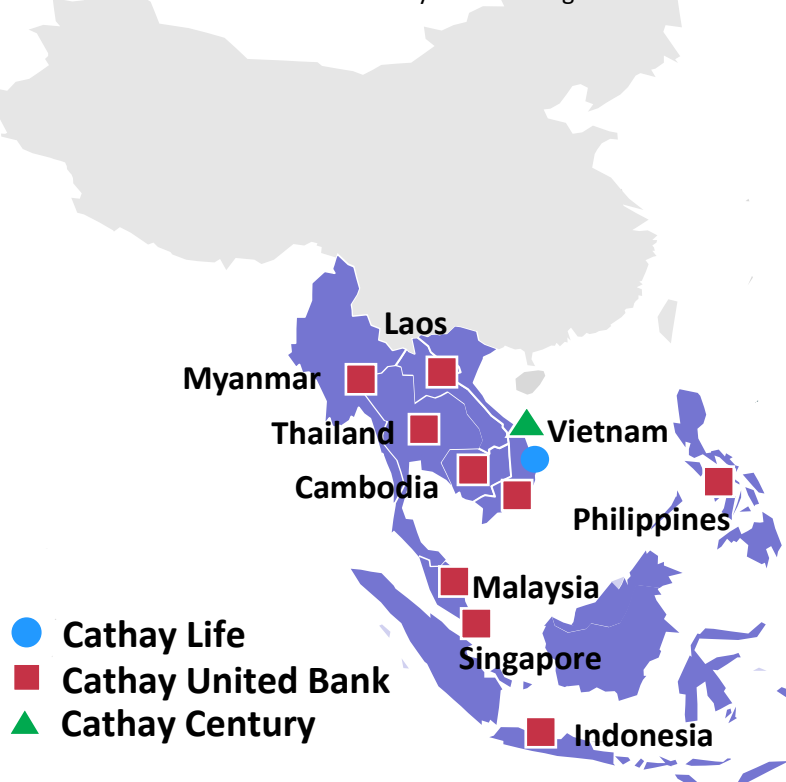 Laos
Myanmar
Thailand
Vietnam
Cambodia
Philippines
Malaysia
Singapore
Indonesia
Cathay Life
Cathay United Bank
Cathay Century